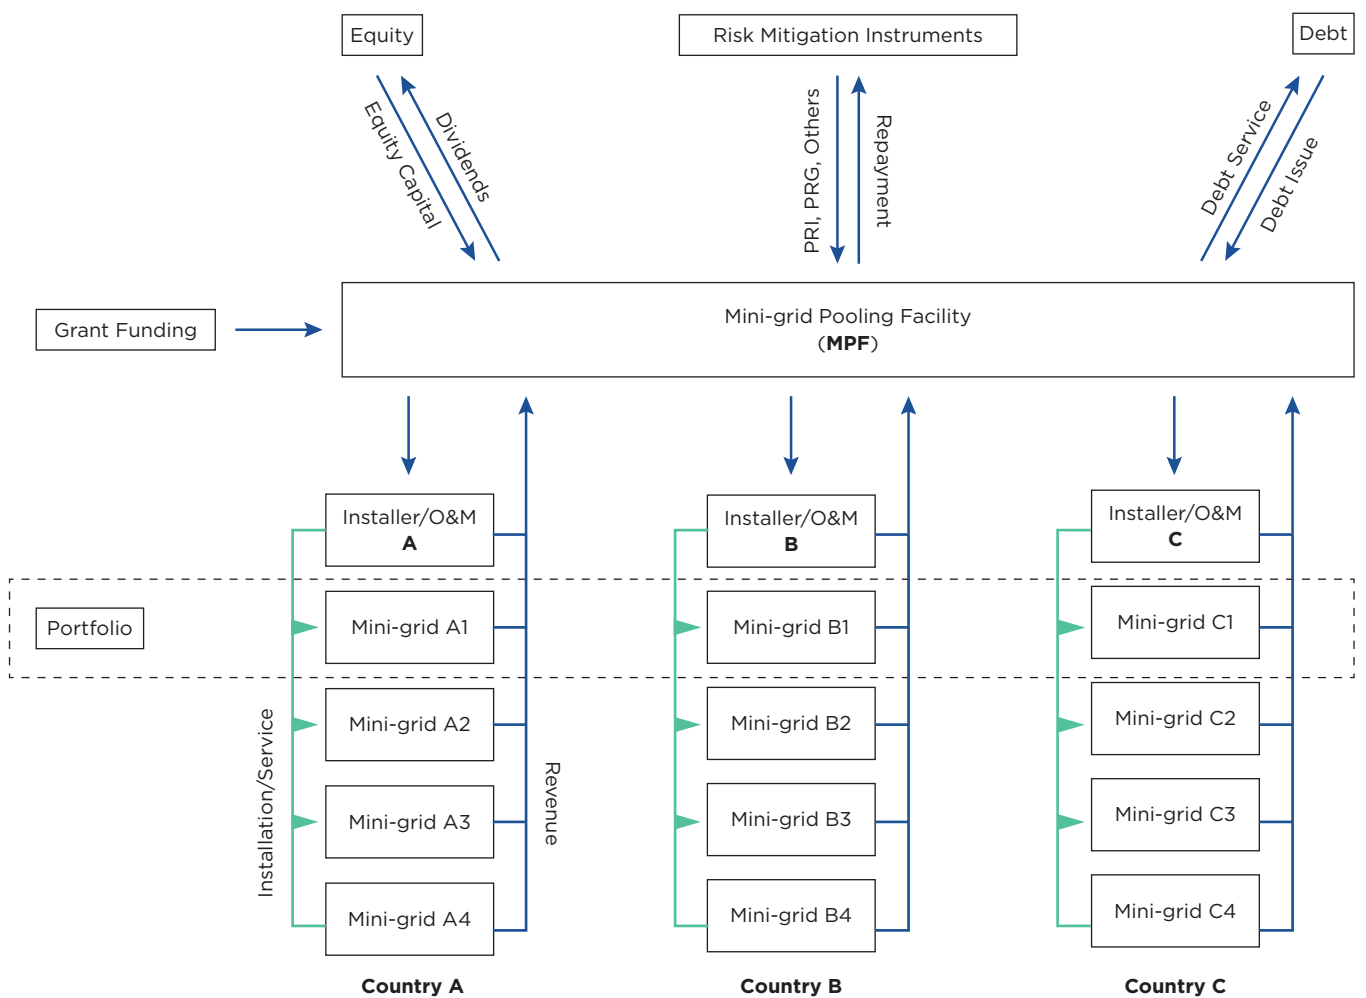 Equity
Risk Mitigation Instruments
Debt
Equity Capital
Dividends
PRI, PRG, Others
Repayment
Debt Service
Debt Issue
Grant Funding
Mini-grid Pooling Facility
(MPF)
Installer/O&M
A
Installer/O&M
B
Installer/O&M
C
Portfolio
Mini-grid A1
Mini-grid B1
Mini-grid C1
Installation/Service
Mini-grid A2
Revenue
Mini-grid B2
Mini-grid C2
Mini-grid A3
Mini-grid B3
Mini-grid C3
Mini-grid A4
Mini-grid B4
Mini-grid C4
Country A
Country B
Country C